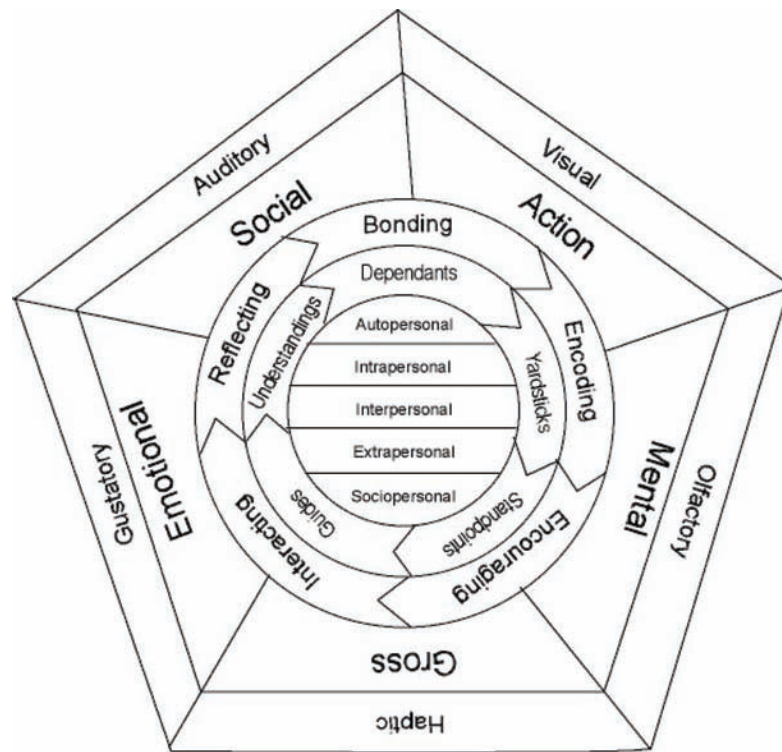 Auditory
Visual
Social
Action
Bonding
Dependants
Reflecting
Understandings
Autopersonal
Intrapersonal
Interpersonal
Extrapersonal
Sociopersonal
Yardsticks
Encoding
Emotional
Gustatory
Mental
Olfactory
Guides
Standpoints
Interacting
Encouraging
Gross
Haptic